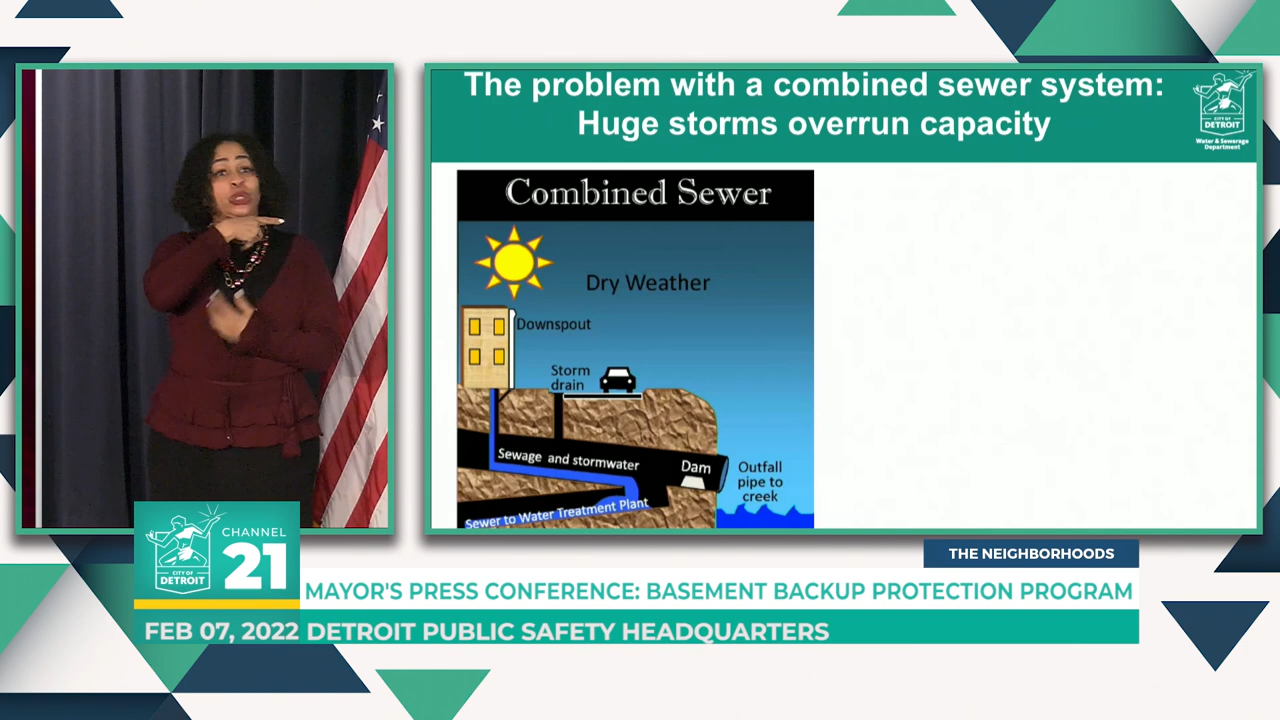 The problem with a combined sewer system:
Huge storms overrun capacity
CITY OF
DETROIT
Water & Sewerage
Department
Combined Sewer
Dry Weather
Downspout
Storm
drain
Sewage and stormwater
Dam
Outfall
pipe to
creek
Sewer to Water Treatment Plant
THE NEIGHBORHOODS
CITY OF
DETROIT
CHANNEL
21
MAYOR'S PRESS CONFERENCE: BASEMENT BACKUP PROTECTION PROGRAM
FEB 07, 2022 DETROIT PUBLIC SAFETY HEADQUARTERS